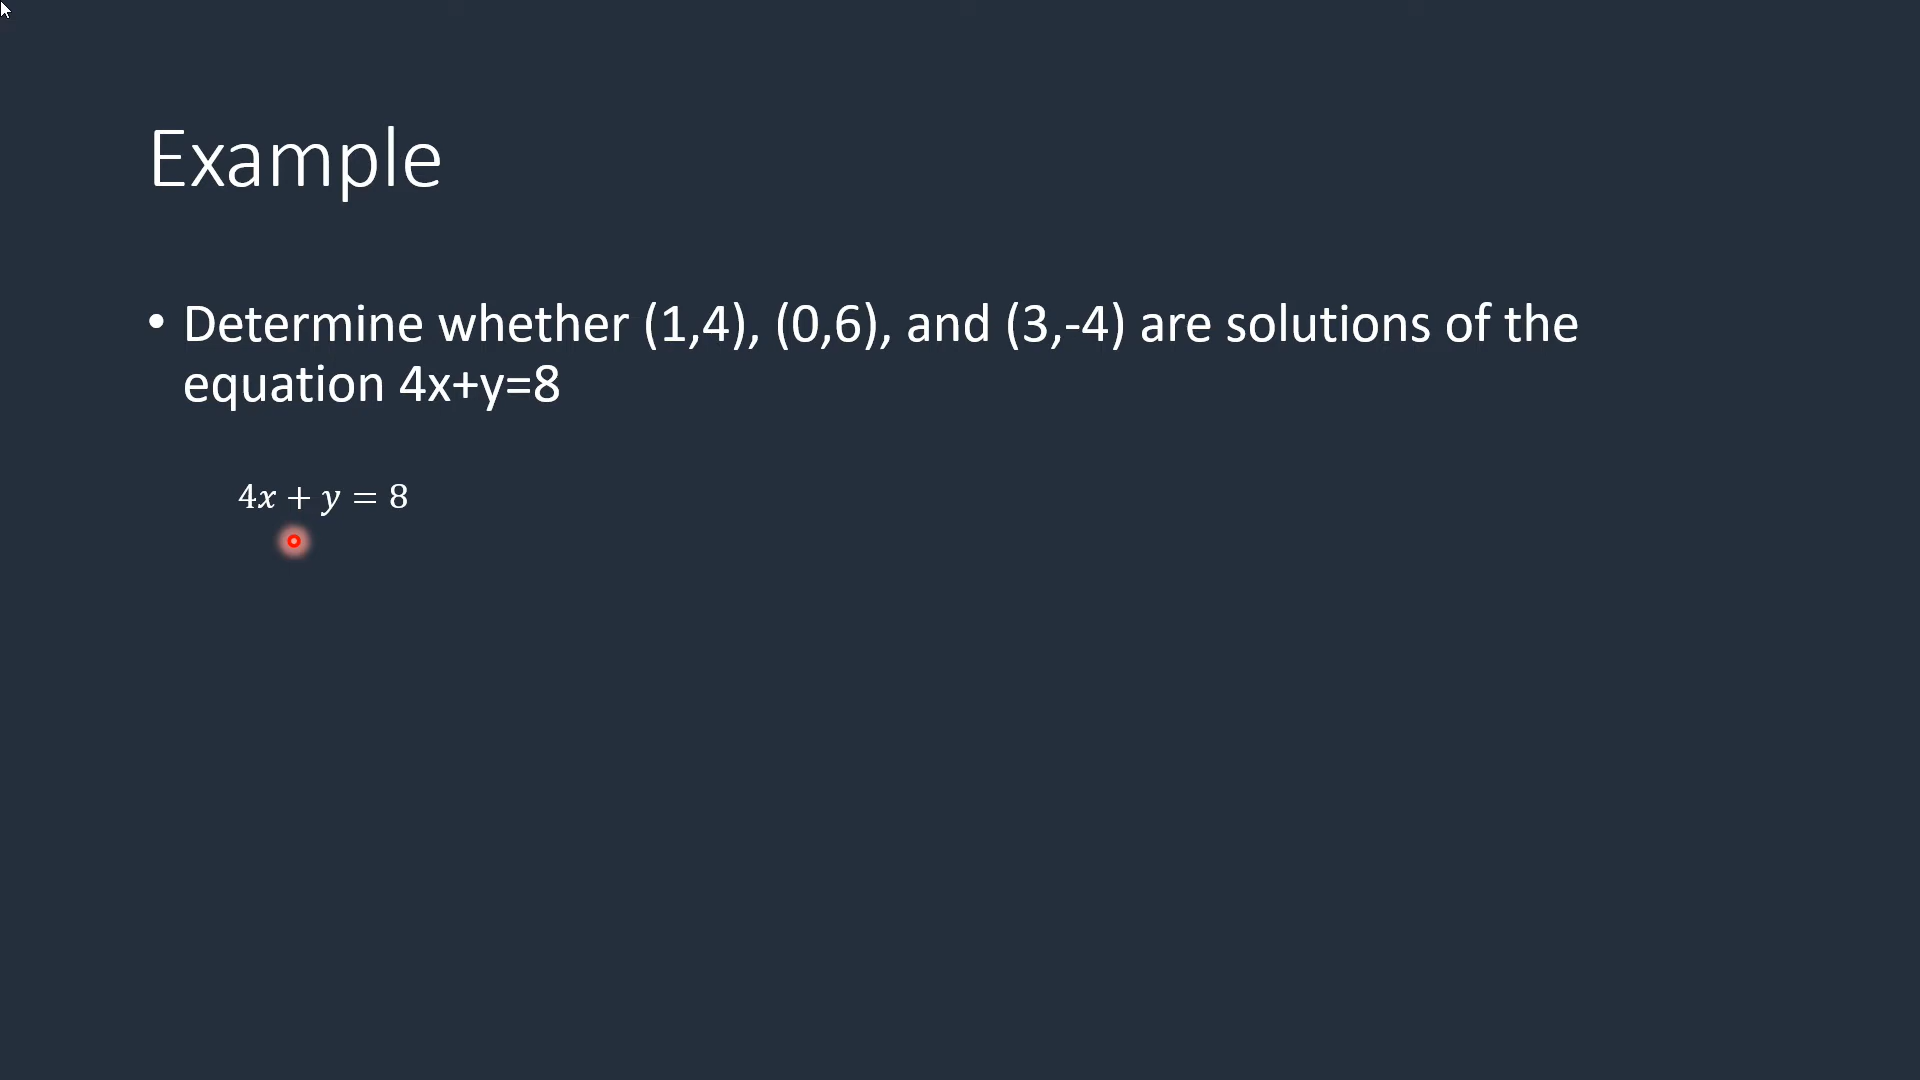 Example
• Determine whether (1,4), (0,6), and (3,-4) are solutions of the
equation 4x+y=8
4𝑥 + 𝑦 = 8